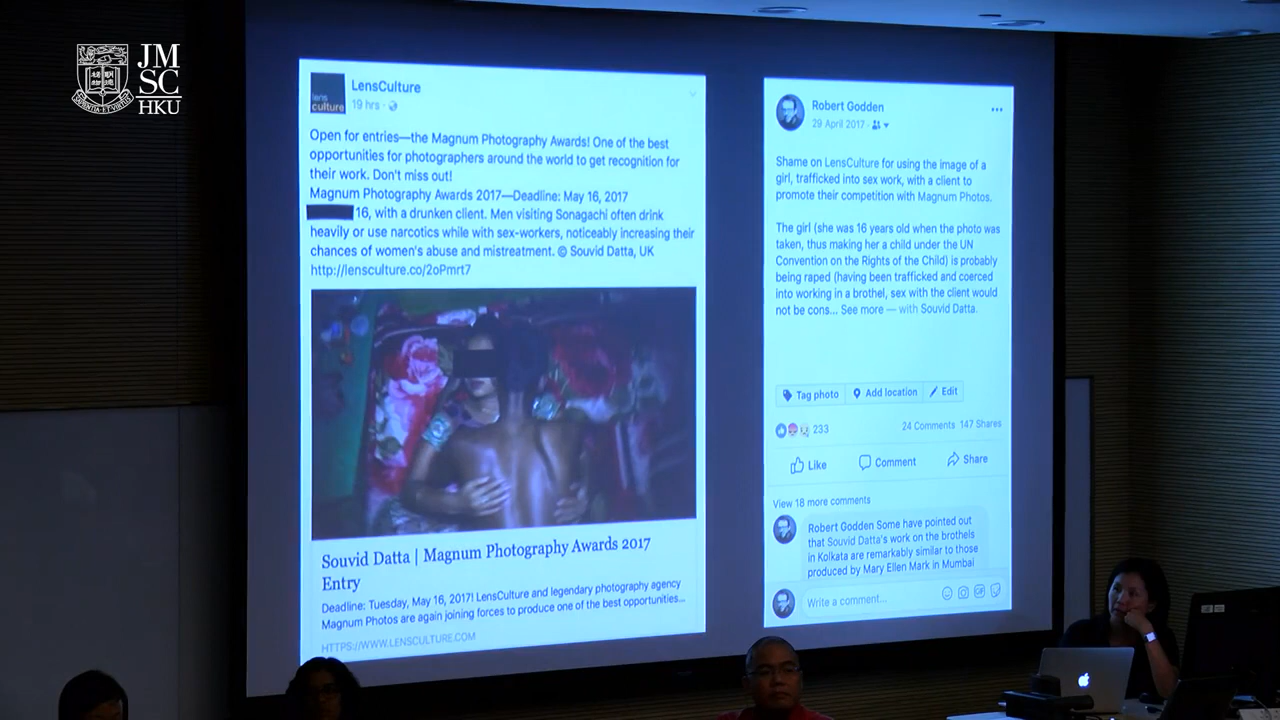 JM
SC
HKU
SAPIENTIA·ET·VIRTUS
LensCulture
lens
culture
19 hrs ·
Open for entries—the Magnum Photography Awards! One of the best
opportunities for photographers around the world to get recognition for
their work. Don't miss out!
Magnum Photography Awards 2017—Deadline: May 16, 2017
16, with a drunken client. Men visiting Sonagachi often drink
heavily or use narcotics while with sex-workers, noticeably increasing their
chances of women's abuse and mistreatment. © Souvid Datta, UK
http://lensculture.co/2oPmrt7
Souvid Datta | Magnum Photography Awards 2017
Entry
Deadline: Tuesday, May 16, 2017! LensCulture and legendary photography agency
Magnum Photos are again joining forces to produce one of the best opportunities...
HTTPS://WWW.LENSCULTURE.COM
Robert Godden
29 April 2017 ·
Shame on LensCulture for using the image of a
girl, trafficked into sex work, with a client to
promote their competition with Magnum Photos.
The girl (she was 16 years old when the photo was
taken, thus making her a child under the UN
Convention on the Rights of the Child) is probably
being raped (having been trafficked and coerced
into working in a brothel, sex with the client would
not be cons... See more — with Souvid Datta.
Tag photo
Add location
Edit
233
24 Comments 147 Shares
Like
Comment
Share
View 18 more comments
Robert Godden Some have pointed out
that Souvid Datta's work on the brothels
in Kolkata are remarkably similar to those
produced by Mary Ellen Mark in Mumbai
Write a comment...
GIF